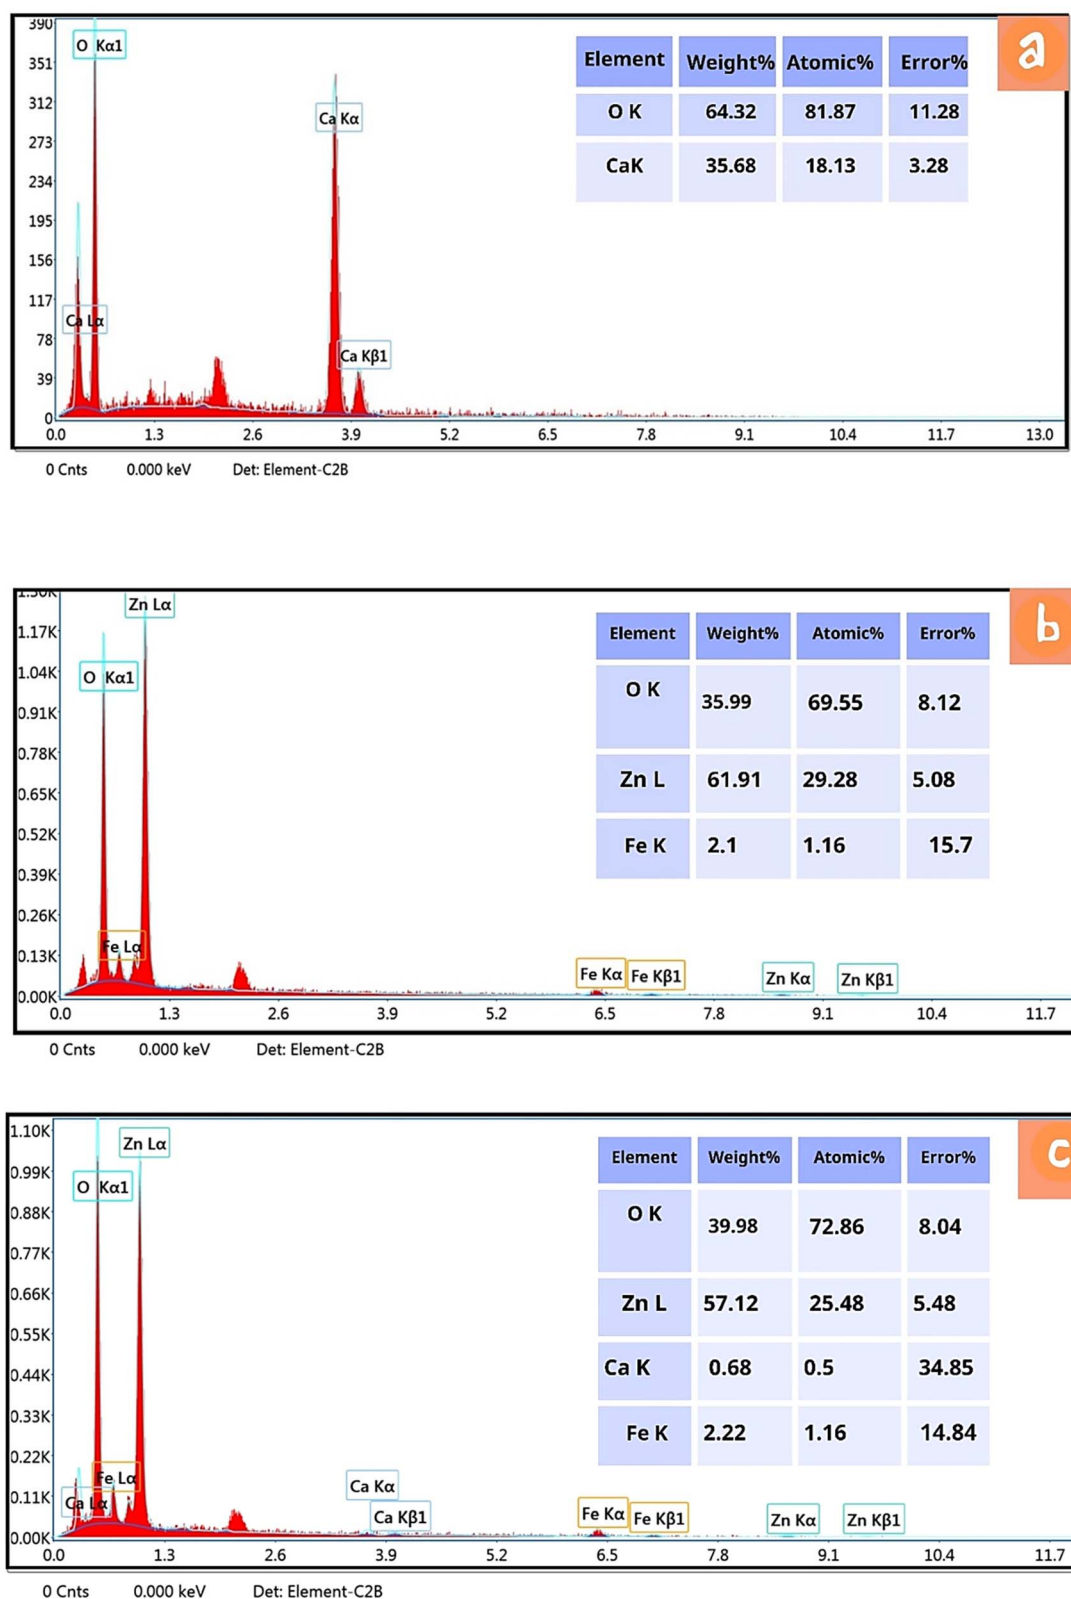 a
390
O Kα1
351
312
Ca Kα
273
234
195
156
117
Ca Lα
78
Ca Kβ1
39
0
0.0 1.3 2.6 3.9 5.2 6.5 7.8 9.1 10.4 11.7 13.0
0 Cnts 0.000 keV Det: Element-C2B
Element Weight% Atomic% Error%
O K 64.32 81.87 11.28
CaK 35.68 18.13 3.28
b
1.30K
Zn Lα
1.17K
O Kα1
1.04K
0.91K
0.78K
0.65K
0.52K
0.39K
0.26K
Fe Lα
0.13K
Fe Kα Fe Kβ1 Zn Kα Zn Kβ1
0.00K
0.0 1.3 2.6 3.9 5.2 6.5 7.8 9.1 10.4 11.7
0 Cnts 0.000 keV Det: Element-C2B
Element Weight% Atomic% Error%
O K 35.99 69.55 8.12
Zn L 61.91 29.28 5.08
Fe K 2.1 1.16 15.7
c
1.10K
Zn Lα
0.99K
O Kα1
0.88K
0.77K
0.66K
0.55K
0.44K
0.33K
0.22K
Fe Lα
Ca Kα
0.11K
Ca Lα
Ca Kβ1
Fe Kα Fe Kβ1 Zn Kα Zn Kβ1
0.00K
0.0 1.3 2.6 3.9 5.2 6.5 7.8 9.1 10.4 11.7
0 Cnts 0.000 keV Det: Element-C2B
Element Weight% Atomic% Error%
O K 39.98 72.86 8.04
Zn L 57.12 25.48 5.48
Ca K 0.68 0.5 34.85
Fe K 2.22 1.16 14.84